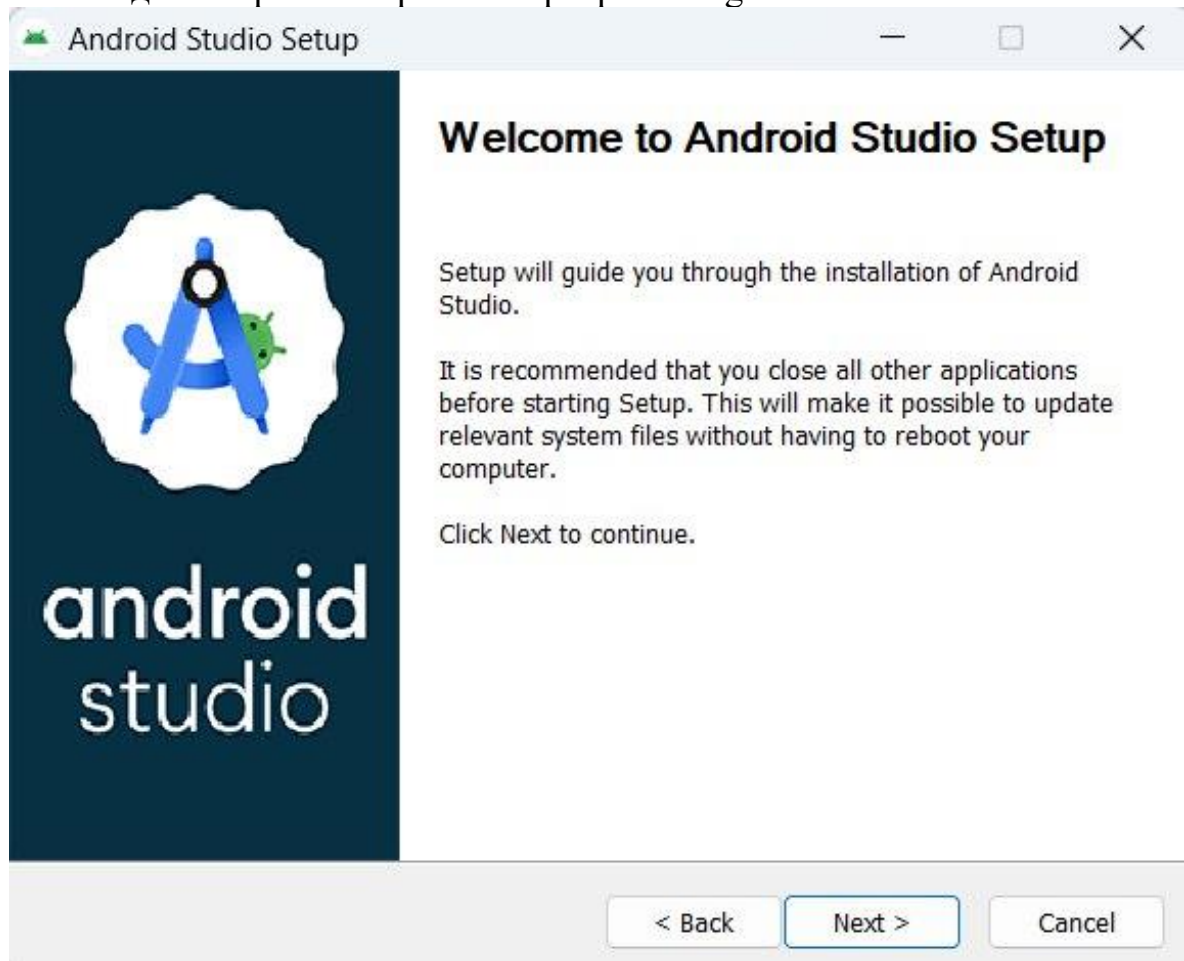 Android Studio Setup
Welcome to Android Studio Setup
Setup will guide you through the installation of Android
Studio.
It is recommended that you close all other applications
before starting Setup. This will make it possible to update
relevant system files without having to reboot your
computer.
Click Next to continue.
android
studio
< Back
Next >
Cancel